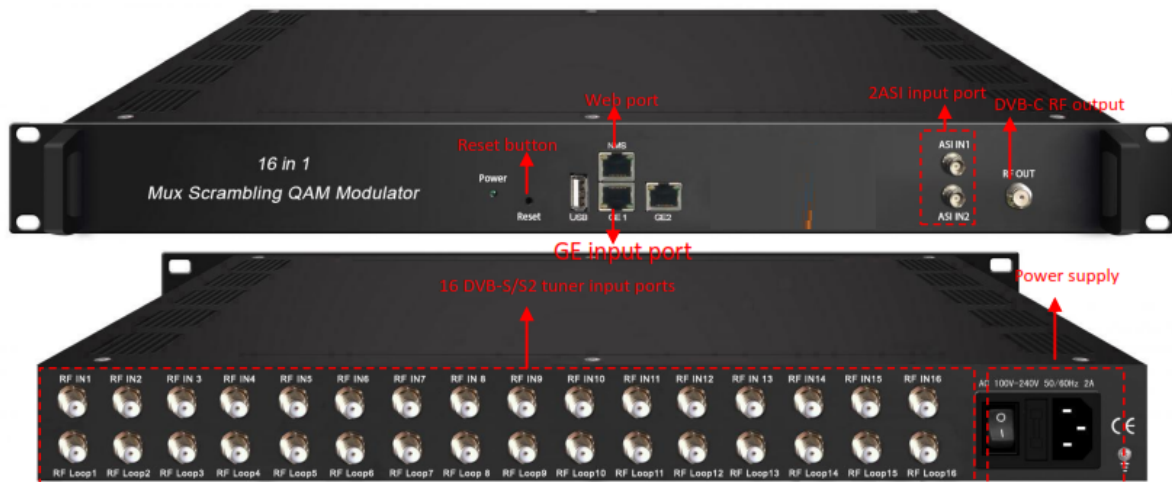 Web port
2ASI input port
DVB-C RF output
Reset button
NMS
ASI IN1
16 in 1
Mux Scrambling QAM Modulator
Power
RF OUT
Reset
USB
GE 1
GE2
ASI IN2
GE input port
16 DVB-S/S2 tuner input ports
Power supply
RF IN1 RF IN2 RF IN 3 RF IN4 RF IN5 RF IN6 RF IN7 RF IN 8 RF IN9 RF IN10 RF IN11 RF IN12 RF IN 13 RF IN14 RF IN15 RF IN16
AC 100V-240V 50/60Hz 2A
O
I
CE
RF Loop1 RF Loop2 RF Loop3 RF Loop4 RF Loop5 RF Loop6 RF Loop7 RF Loop 8 RF Loop9 RF Loop10 RF Loop11 RF Loop12 RF Loop13 RF Loop14 RF Loop15 RF Loop16